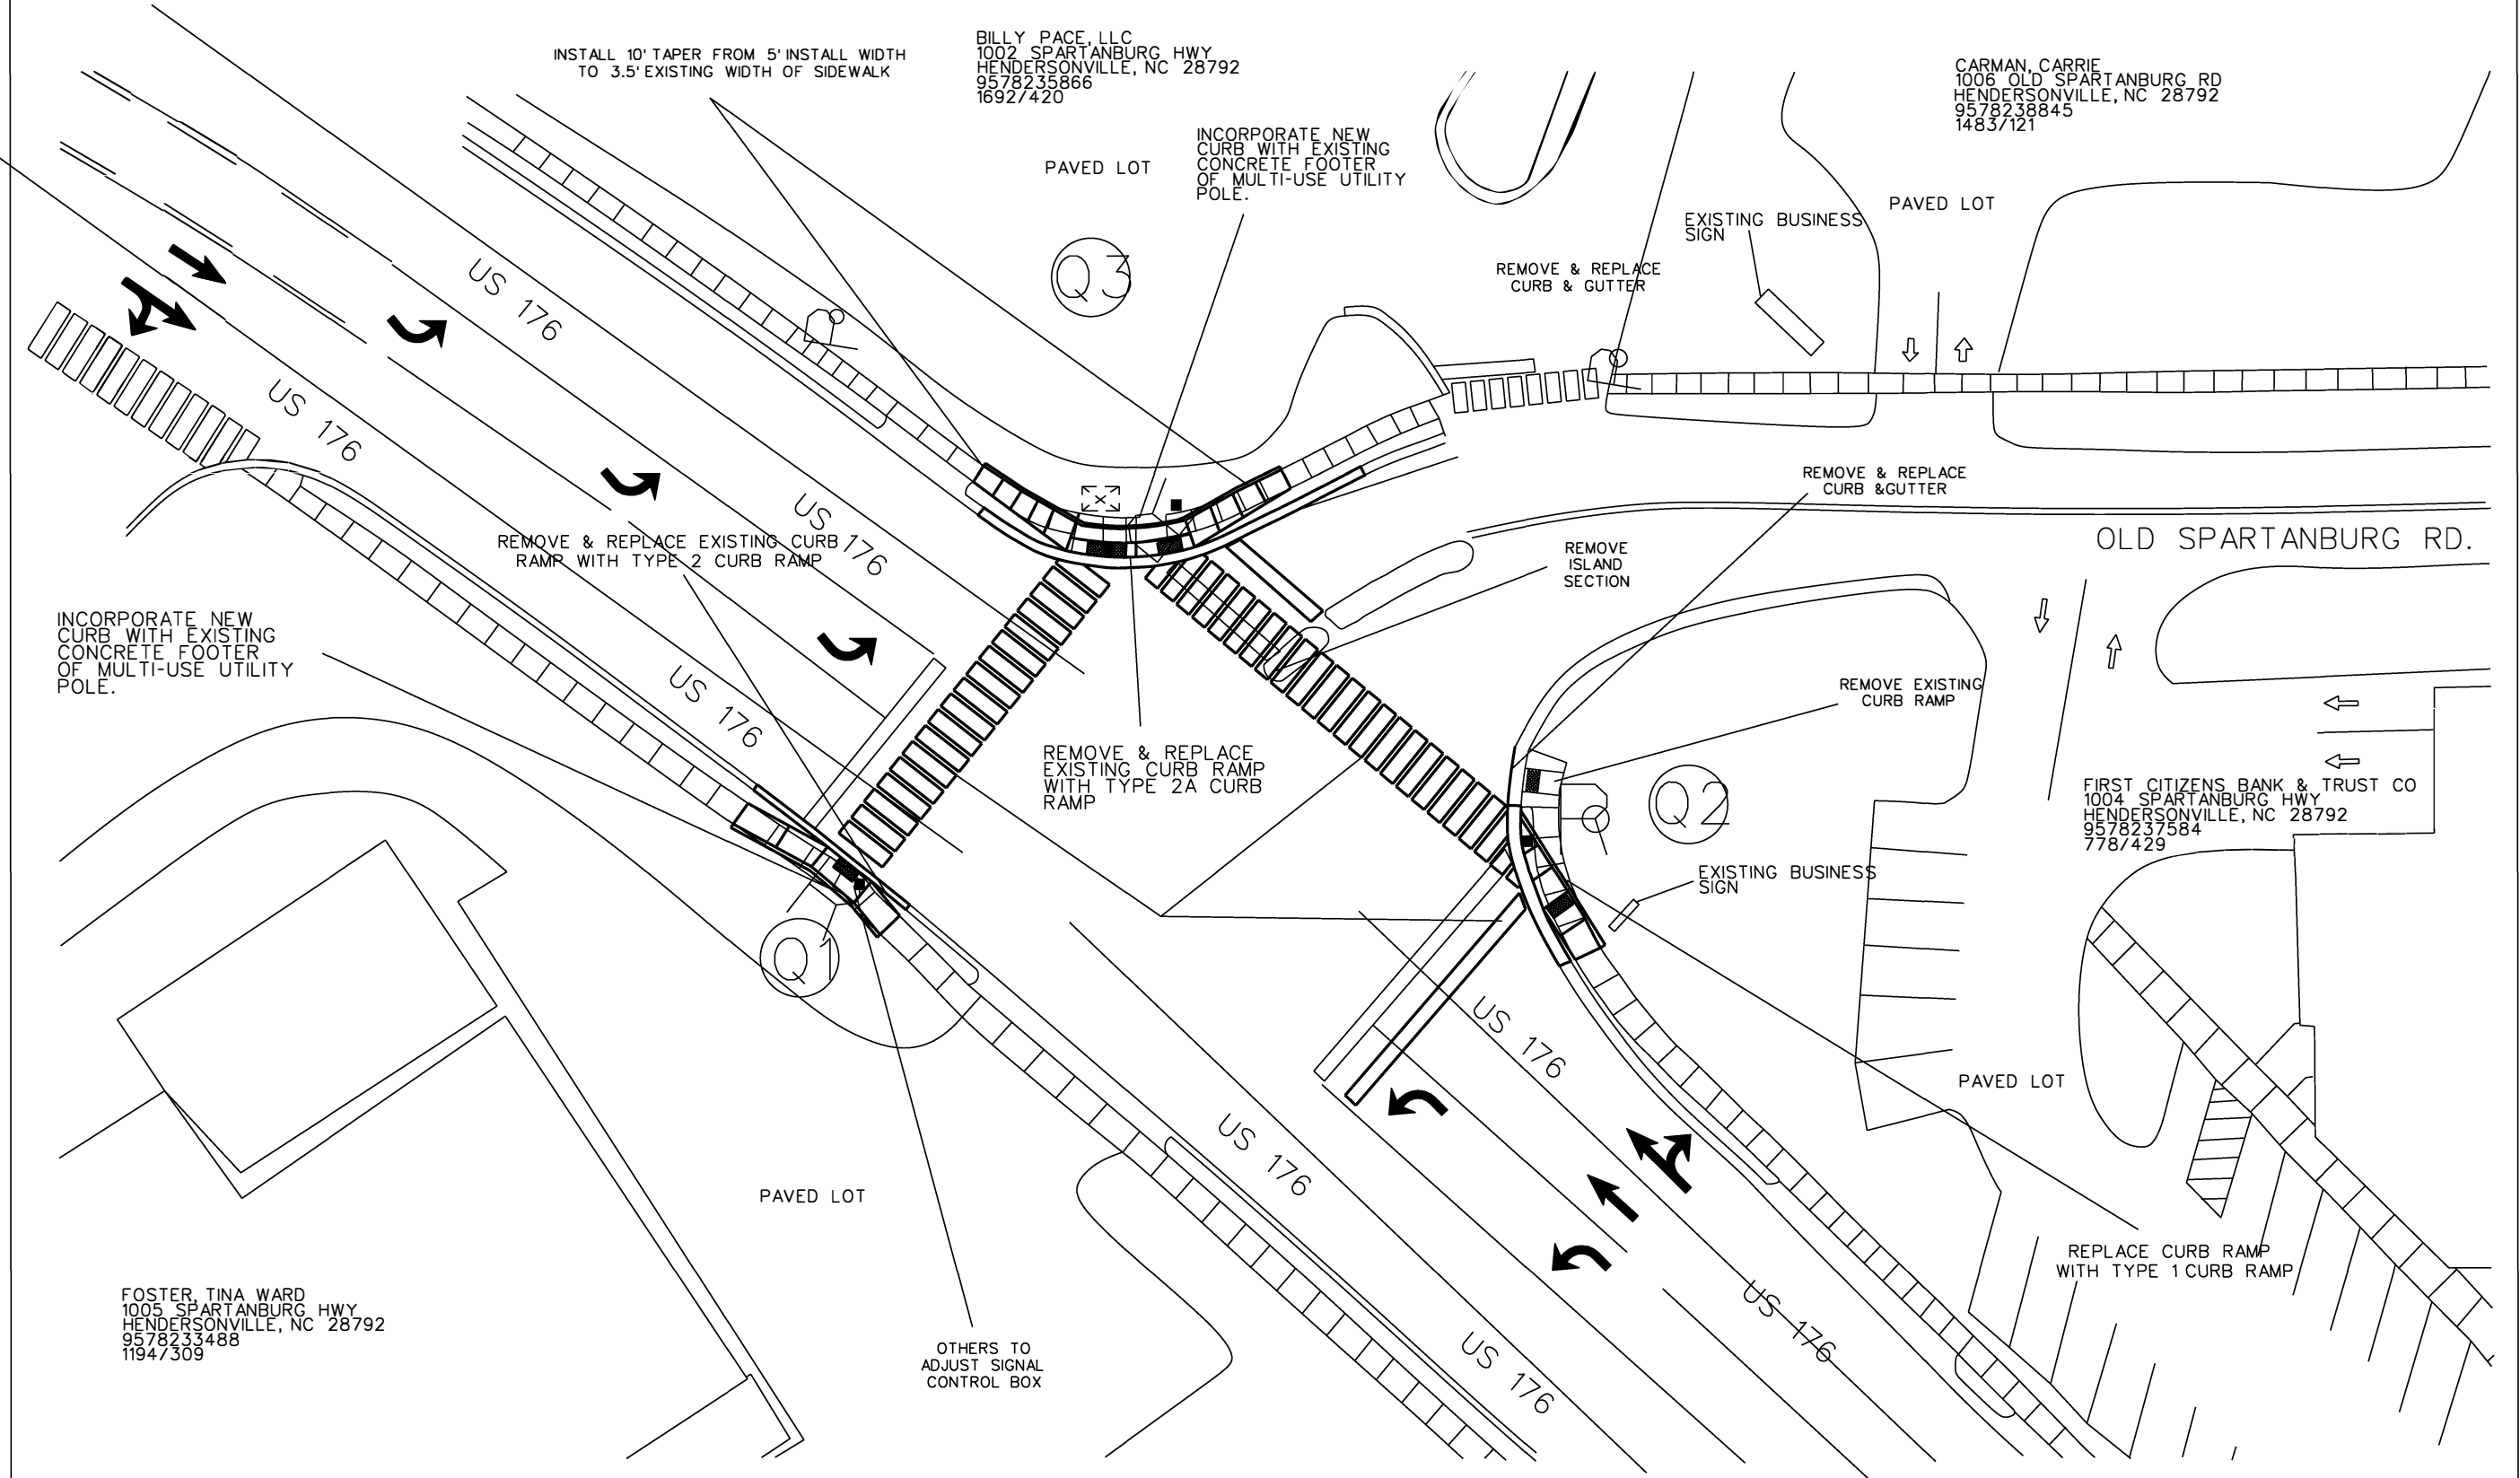 INSTALL 10' TAPER FROM 5' INSTALL WIDTH
TO 3.5' EXISTING WIDTH OF SIDEWALK
BILLY PACE, LLC
1002 SPARTANBURG HWY
HENDERSONVILLE, NC 28792
9578235866
1692/420
CARMAN, CARRIE
1006 OLD SPARTANBURG RD
HENDERSONVILLE, NC 28792
9578238845
1483/121
PAVED LOT
INCORPORATE NEW
CURB WITH EXISTING
CONCRETE FOOTER
OF MULTI-USE UTILITY
POLE.
EXISTING BUSINESS
SIGN
PAVED LOT
REMOVE & REPLACE
CURB & GUTTER
Q3
US 176
US 176
US 176
REMOVE & REPLACE EXISTING CURB
RAMP WITH TYPE 2 CURB RAMP
REMOVE & REPLACE
CURB &GUTTER
OLD SPARTANBURG RD.
REMOVE
ISLAND
SECTION
INCORPORATE NEW
CURB WITH EXISTING
CONCRETE FOOTER
OF MULTI-USE UTILITY
POLE.
US 176
REMOVE EXISTING
CURB RAMP
REMOVE & REPLACE
EXISTING CURB RAMP
WITH TYPE 2A CURB
RAMP
Q2
FIRST CITIZENS BANK & TRUST CO
1004 SPARTANBURG HWY
HENDERSONVILLE, NC 28792
9578237584
778/429
EXISTING BUSINESS
SIGN
Q1
US 176
PAVED LOT
US 176
PAVED LOT
REPLACE CURB RAMP
WITH TYPE 1 CURB RAMP
FOSTER, TINA WARD
1005 SPARTANBURG HWY
HENDERSONVILLE, NC 28792
9578233488
1194/309
US 176
US 176
OTHERS TO
ADJUST SIGNAL
CONTROL BOX